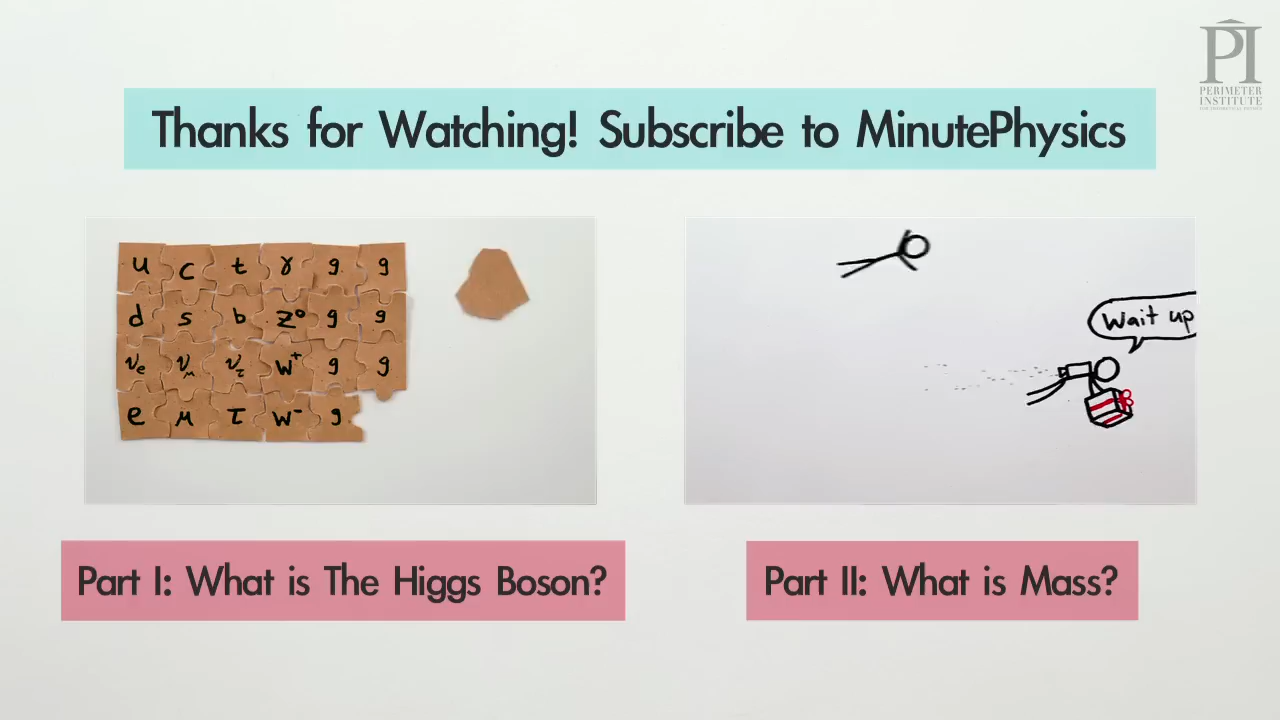 PI
PERIMETER
INSTITUTE
Thanks for Watching! Subscribe to MinutePhysics
u c t γ g g
d s b Z⁰ g g
νe νμ ντ W⁺ g g
e μ τ W⁻ g
Wait up
Part I: What is The Higgs Boson?
Part II: What is Mass?